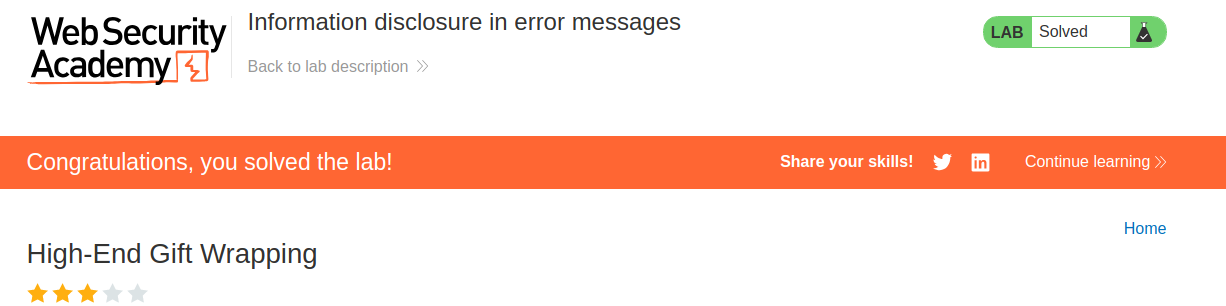 Web Security
Academy
Information disclosure in error messages
Back to lab description
LAB Solved
Congratulations, you solved the lab!
Share your skills!
in
Continue learning
Home
High-End Gift Wrapping